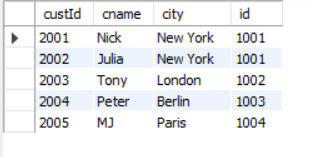 custId cname city id
2001 Nick New York 1001
2002 Julia New York 1001
2003 Tony London 1002
2004 Peter Berlin 1003
2005 MJ Paris 1004